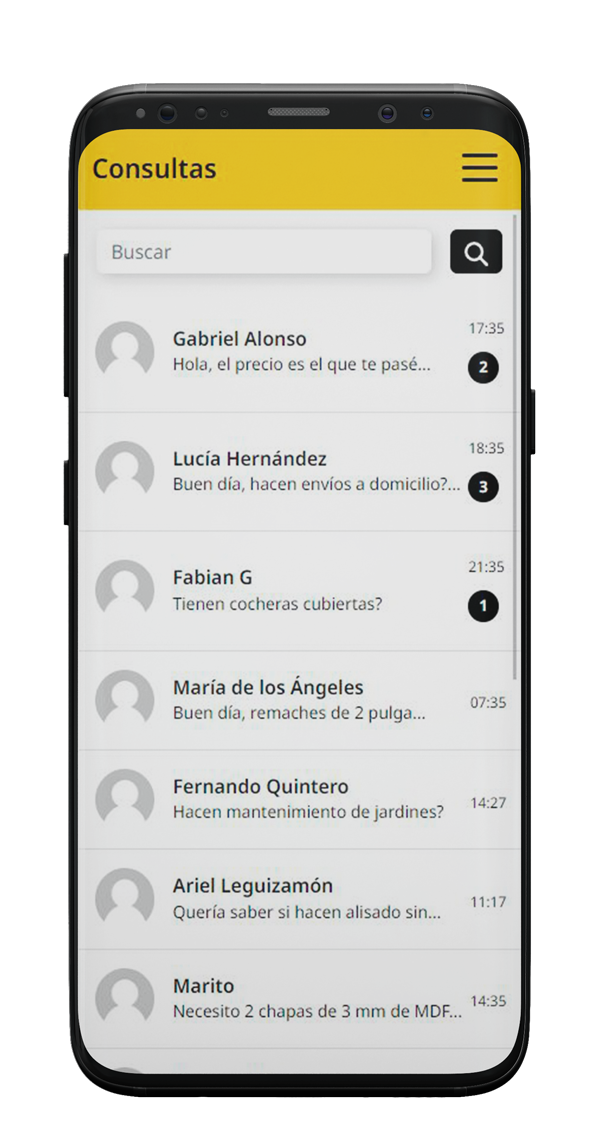 Consultas
Buscar
17:35
Gabriel Alonso
Hola, el precio es el que te pasé...
2
18:35
Lucía Hernández
Buen día, hacen envíos a domicilio?...
3
21:35
Fabian G
Tienen cocheras cubiertas?
1
María de los Ángeles
07:35
Buen día, remaches de 2 pulga...
Fernando Quintero
14:27
Hacen mantenimiento de jardines?
Ariel Leguizamón
11:17
Quería saber si hacen alisado sin...
Marito
14:35
Necesito 2 chapas de 3 mm de MDF...